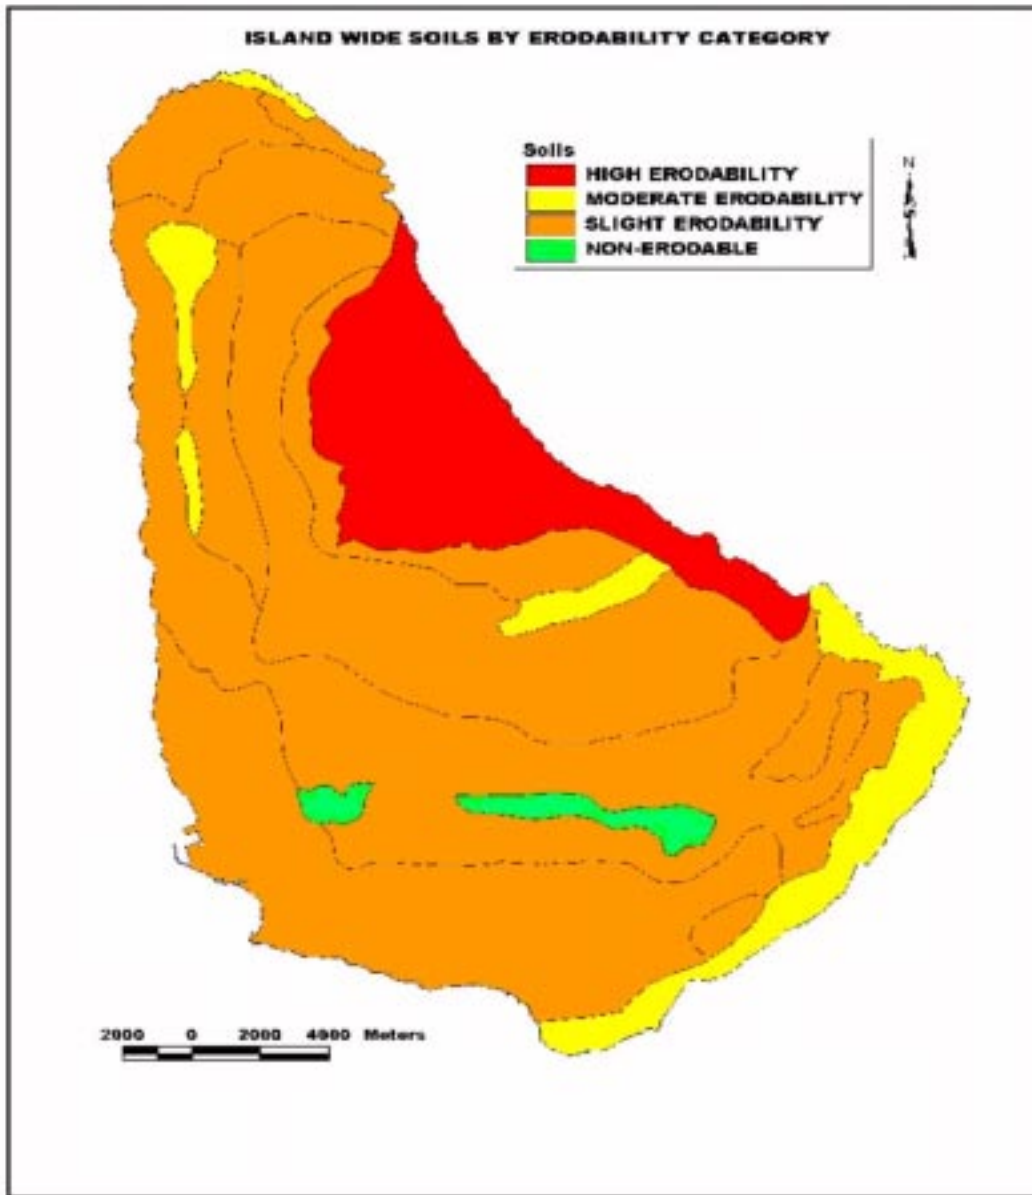 ISLAND WIDE SOILS BY ERODABILITY CATEGORY
Soils
HIGH ERODABILITY
MODERATE ERODABILITY
SLIGHT ERODABILITY
NON-ERODABLE
N
2000 0 2000 4000 Meters